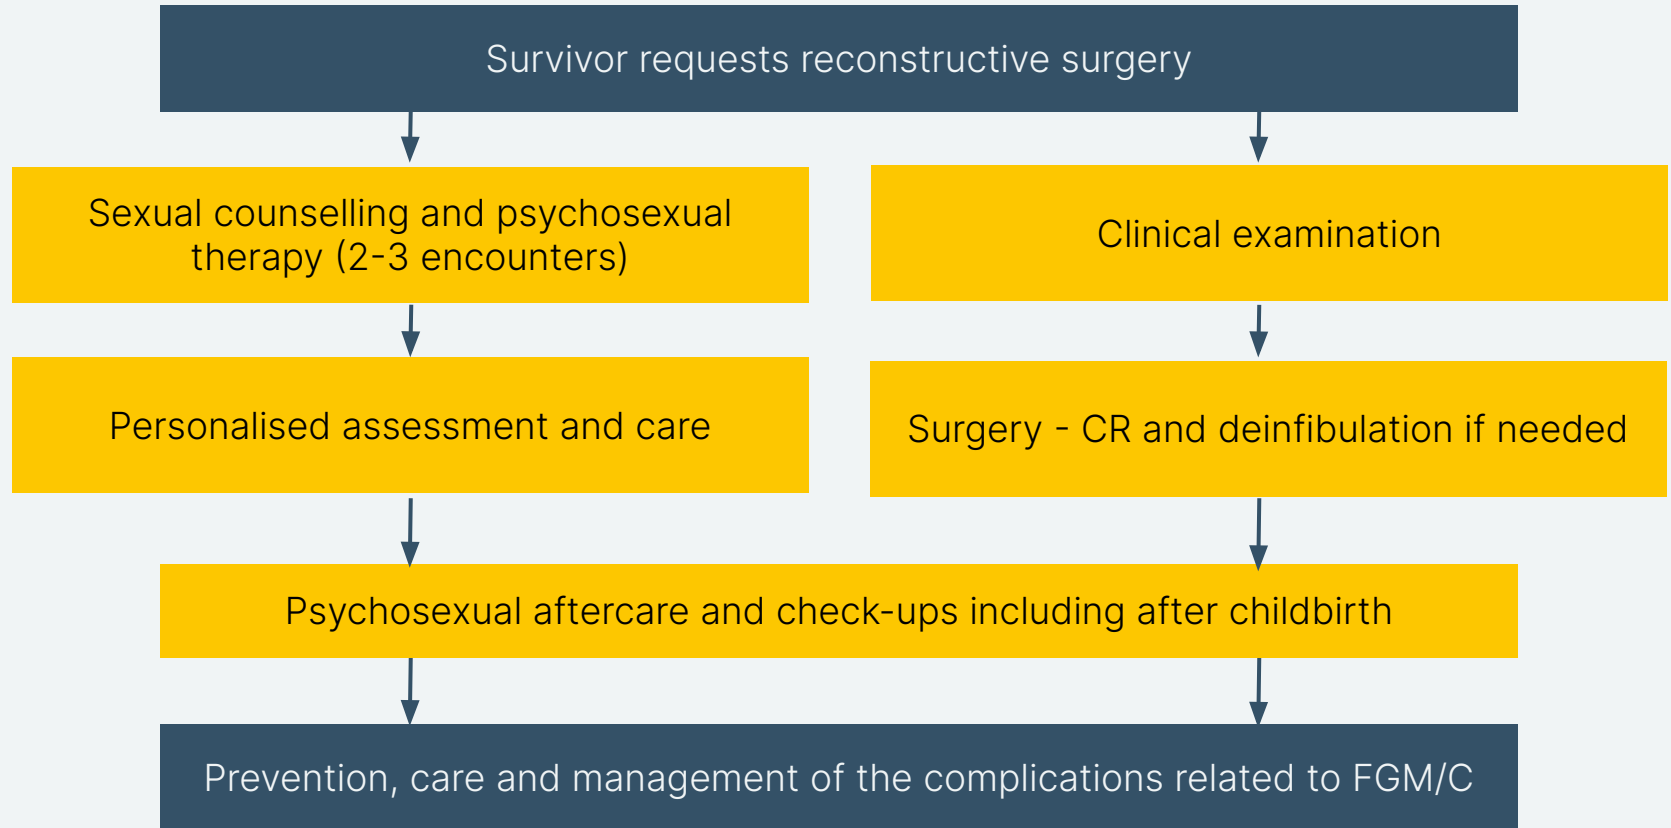 Survivor requests reconstructive surgery
Sexual counselling and psychosexual
therapy (2-3 encounters)
Clinical examination
Personalised assessment and care
Surgery - CR and deinfibulation if needed
Psychosexual aftercare and check-ups including after childbirth
Prevention, care and management of the complications related to FGM/C